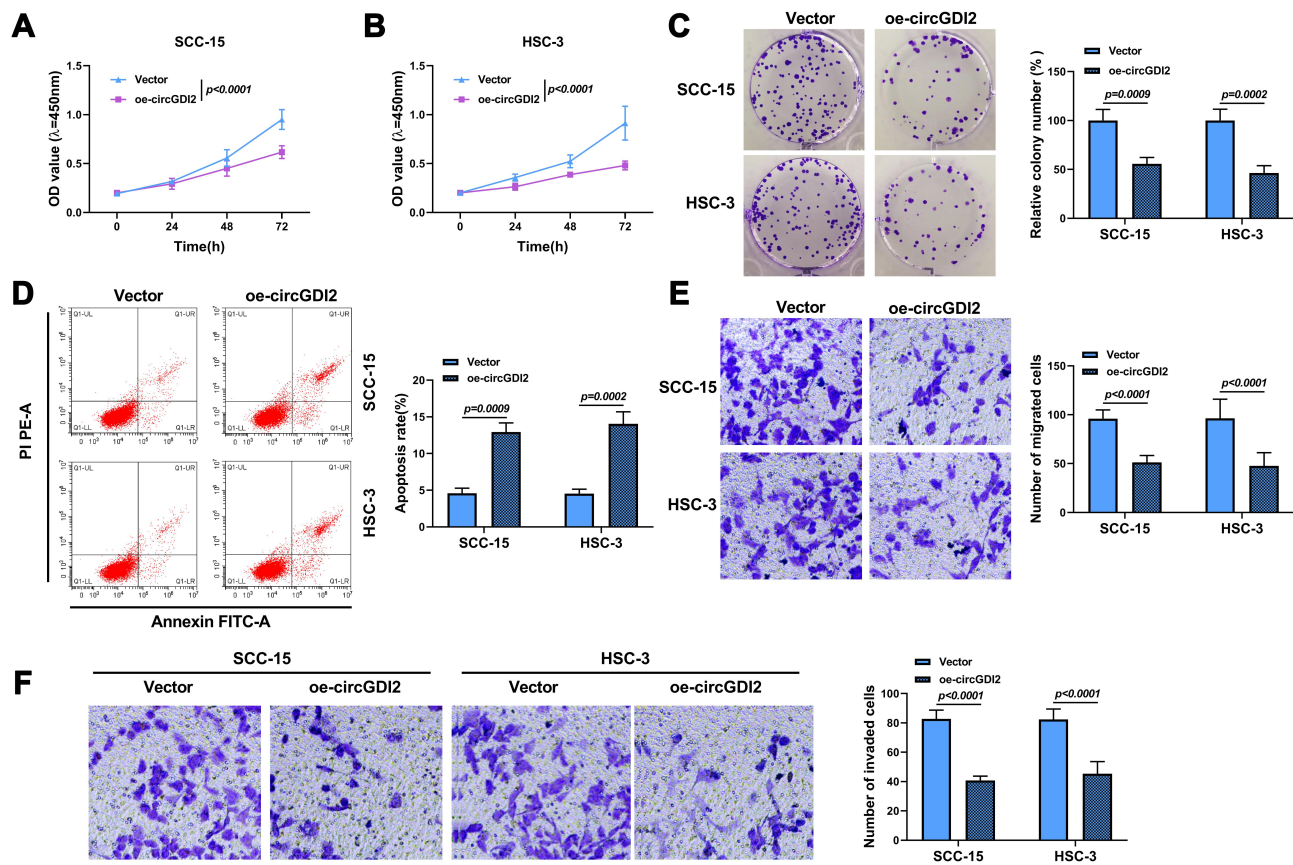 A
SCC-15
OD value (λ=450nm)
1.5
1.0
0.5
0.0
Vector
oe-circGDI2
p<0.0001
0 24 48 72
Time(h)
B
HSC-3
OD value (λ=450nm)
1.5
1.0
0.5
0.0
Vector
oe-circGDI2
p<0.0001
0 24 48 72
Time(h)
C
Vector oe-circGDI2
SCC-15
HSC-3
Relative colony number (%)
Vector
oe-circGDI2
150
100
50
0
p=0.0009 p=0.0002
SCC-15 HSC-3
D
Vector oe-circGDI2
PI PE-A
Q1-UL Q1-UR
Q1-LL Q1-LR
Q1-UL Q1-UR
Q1-LL Q1-LR
SCC-15
Q1-UL Q1-UR
Q1-LL Q1-LR
Q1-UL Q1-UR
Q1-LL Q1-LR
HSC-3
Annexin FITC-A
Apoptosis rate(%)
Vector
oe-circGDI2
20
15
10
5
0
p=0.0009 p=0.0002
SCC-15 HSC-3
E
Vector oe-circGDI2
SCC-15
HSC-3
Number of migrated cells
Vector
oe-circGDI2
150
100
50
0
p<0.0001 p<0.0001
SCC-15 HSC-3
F
SCC-15 HSC-3
Vector oe-circGDI2 Vector oe-circGDI2
Number of invaded cells
Vector
oe-circGDI2
100
80
60
40
20
0
p<0.0001 p<0.0001
SCC-15 HSC-3